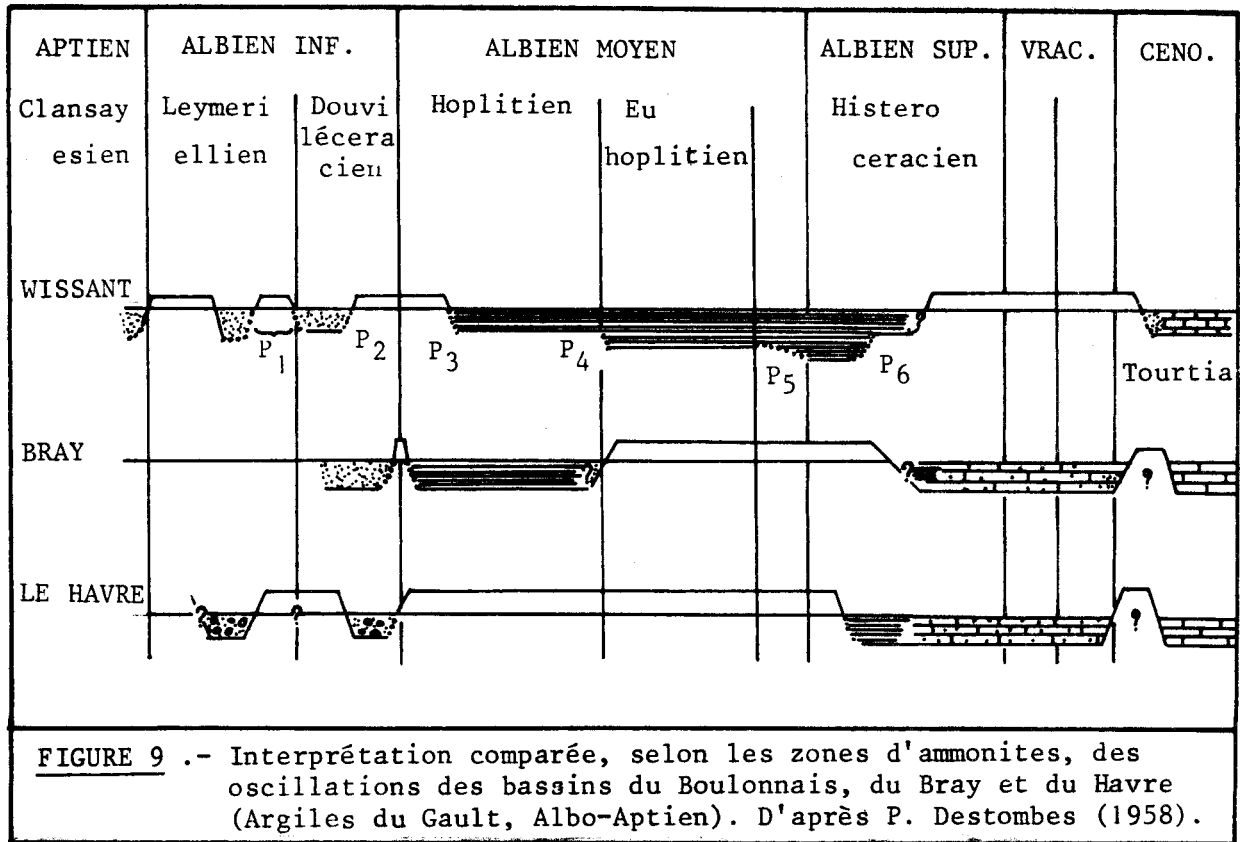 APTIEN ALBIEN INF. ALBIEN MOYEN ALBIEN SUP. VRAC. CENO.
Clansay Leymeri Douvi Hoplitien Eu Histero
lécera
esien ellien hoplitien ceracien
cien
WISSANT
P1 P2 P3 P4 P5 P6
Tourtia
BRAY
? ? ?
LE HAVRE
? ? ?
FIGURE 9 .- Interprétation comparée, selon les zones d'ammonites, des
oscillations des bassins du Boulonnais, du Bray et du Havre
(Argiles du Gault, Albo-Aptien). D'après P. Destombes (1958).